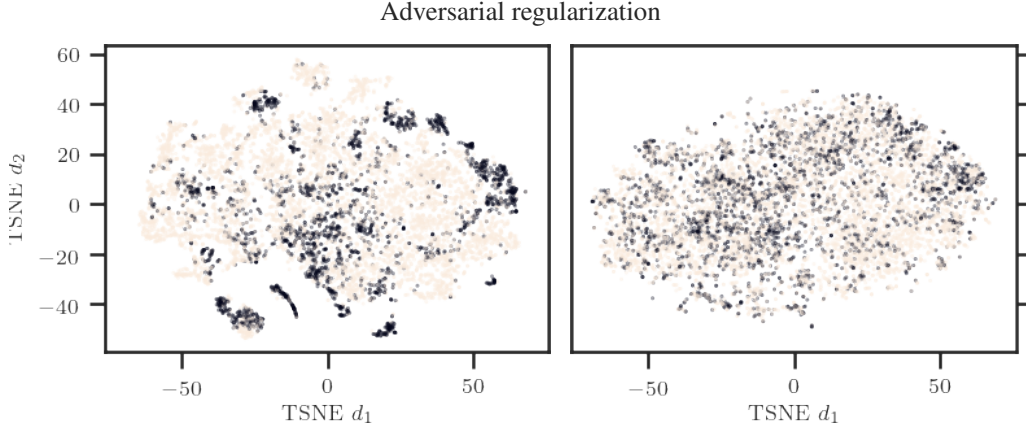 Adversarial regularization
60
40
20
0
−20
−40
TSNE d₂
−50 0 50
TSNE d₁
−50 0 50
TSNE d₁